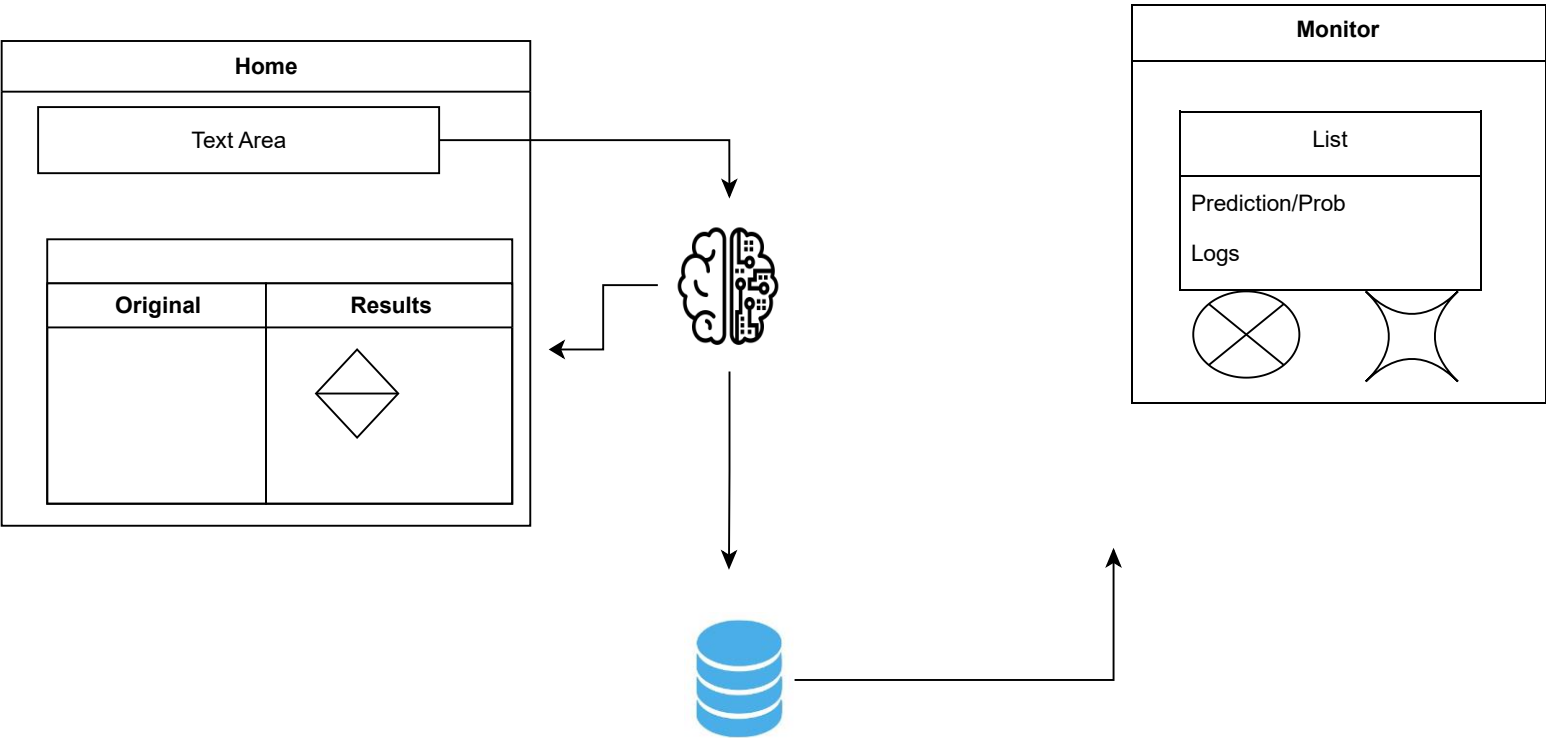 Home
Text Area
Original
Results
Monitor
List
Prediction/Prob
Logs